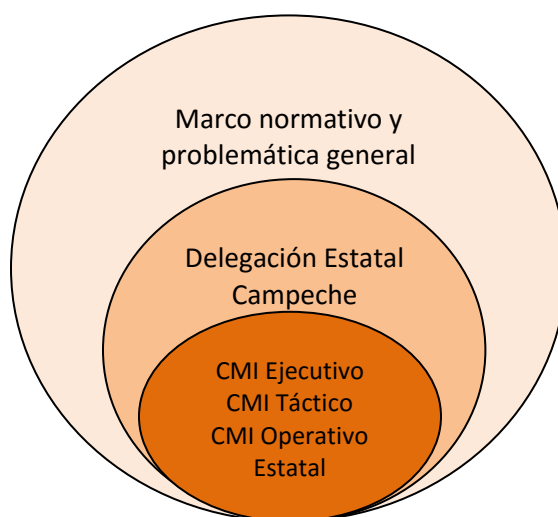 Marco normativo y
problemática general
Delegación Estatal
Campeche
CMI Ejecutivo
CMI Táctico
CMI Operativo
Estatal